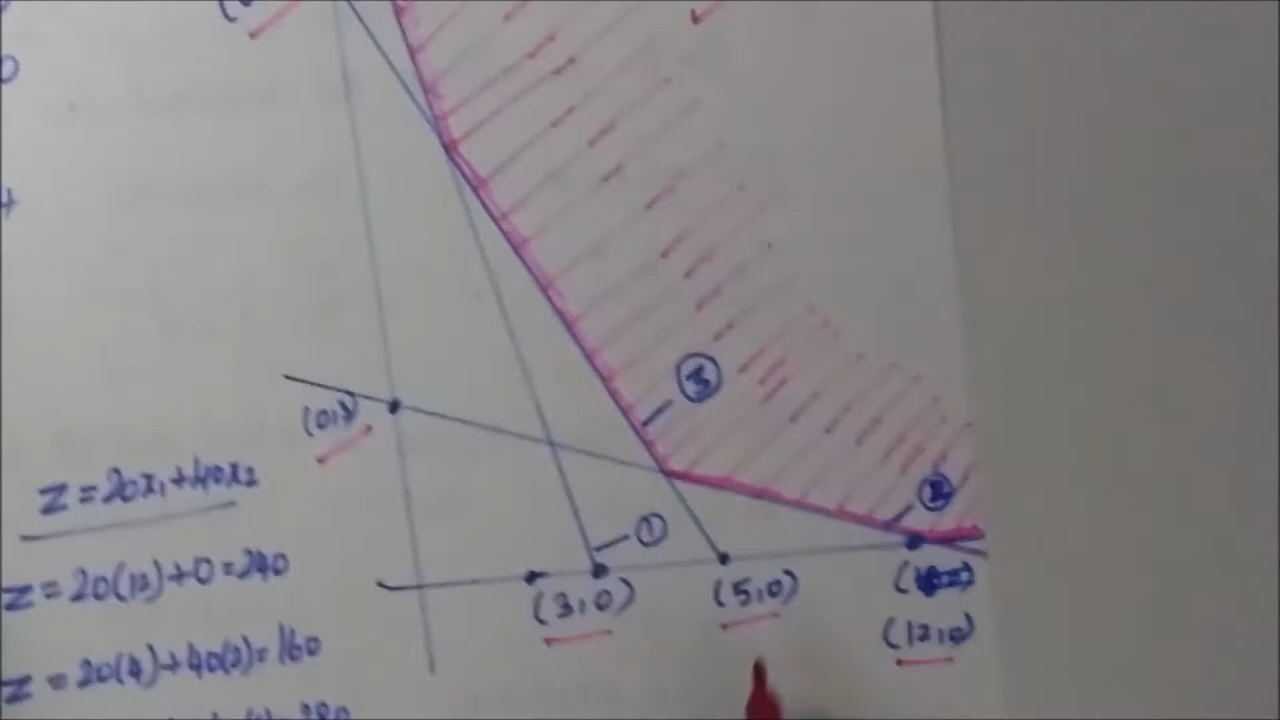 ③
(0,3)
Z = 20x₁ + 40x₂
②
①
Z = 20(12) + 0 = 240
(3,0)
(5,0)
(12,0)
Z = 20(4) + 40(2) = 160